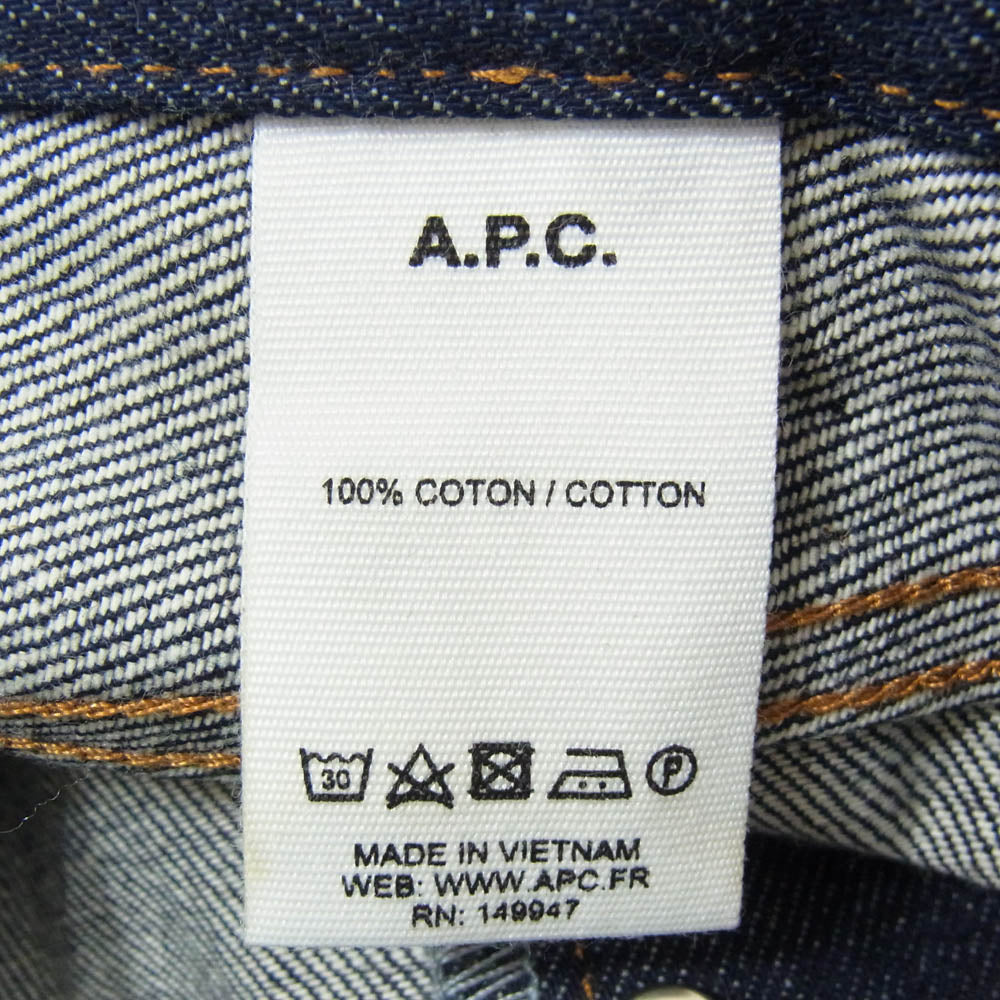 A.P.C.
100% COTON / COTTON
30 P
MADE IN VIETNAM
WEB: WWW.APC.FR
RN: 149947